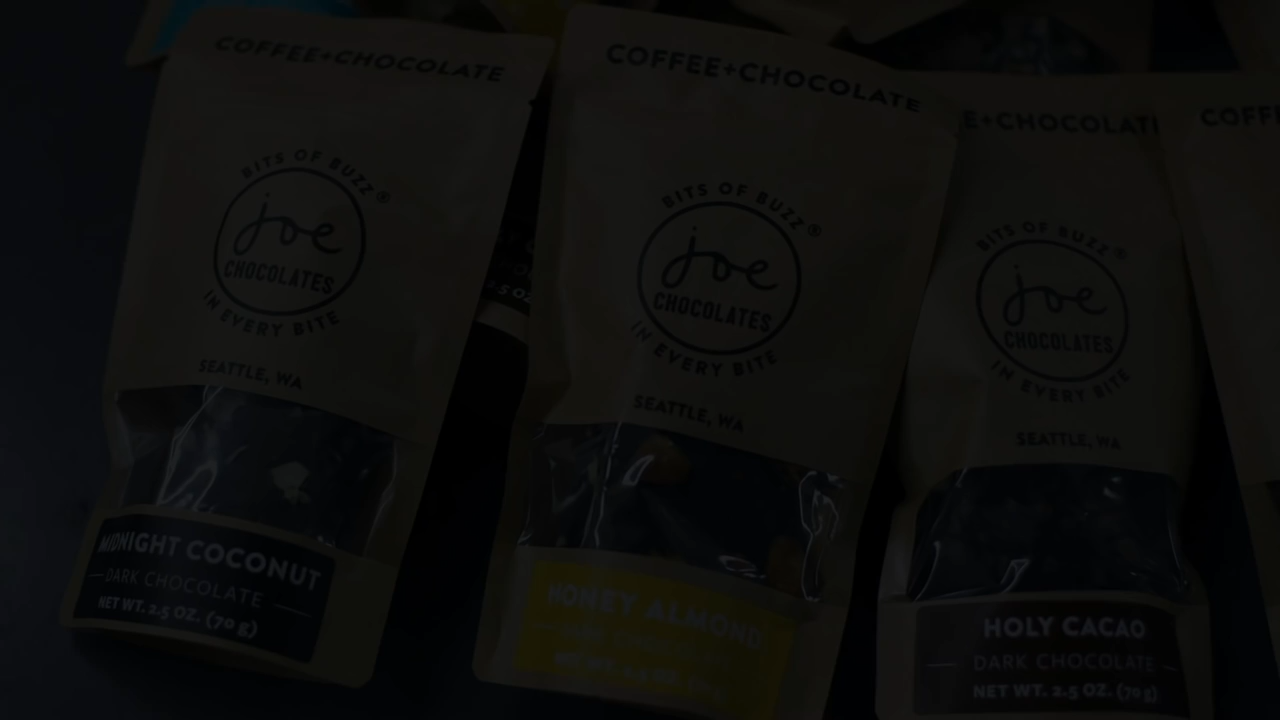 COFFEE+CHOCOLATE
BITS OF BUZZ®
joe
CHOCOLATES
IN EVERY BITE
SEATTLE, WA
MIDNIGHT COCONUT
DARK CHOCOLATE
NET WT. 2.5 OZ. (70 g)
COFFEE+CHOCOLATE
BITS OF BUZZ®
joe
CHOCOLATES
IN EVERY BITE
SEATTLE, WA
HONEY ALMOND
E+CHOCOLATE
BITS OF BUZZ®
joe
CHOCOLATES
IN EVERY BITE
SEATTLE, WA
HOLY CACAO
DARK CHOCOLATE
NET WT. 2.5 OZ. (70 g)
COFF